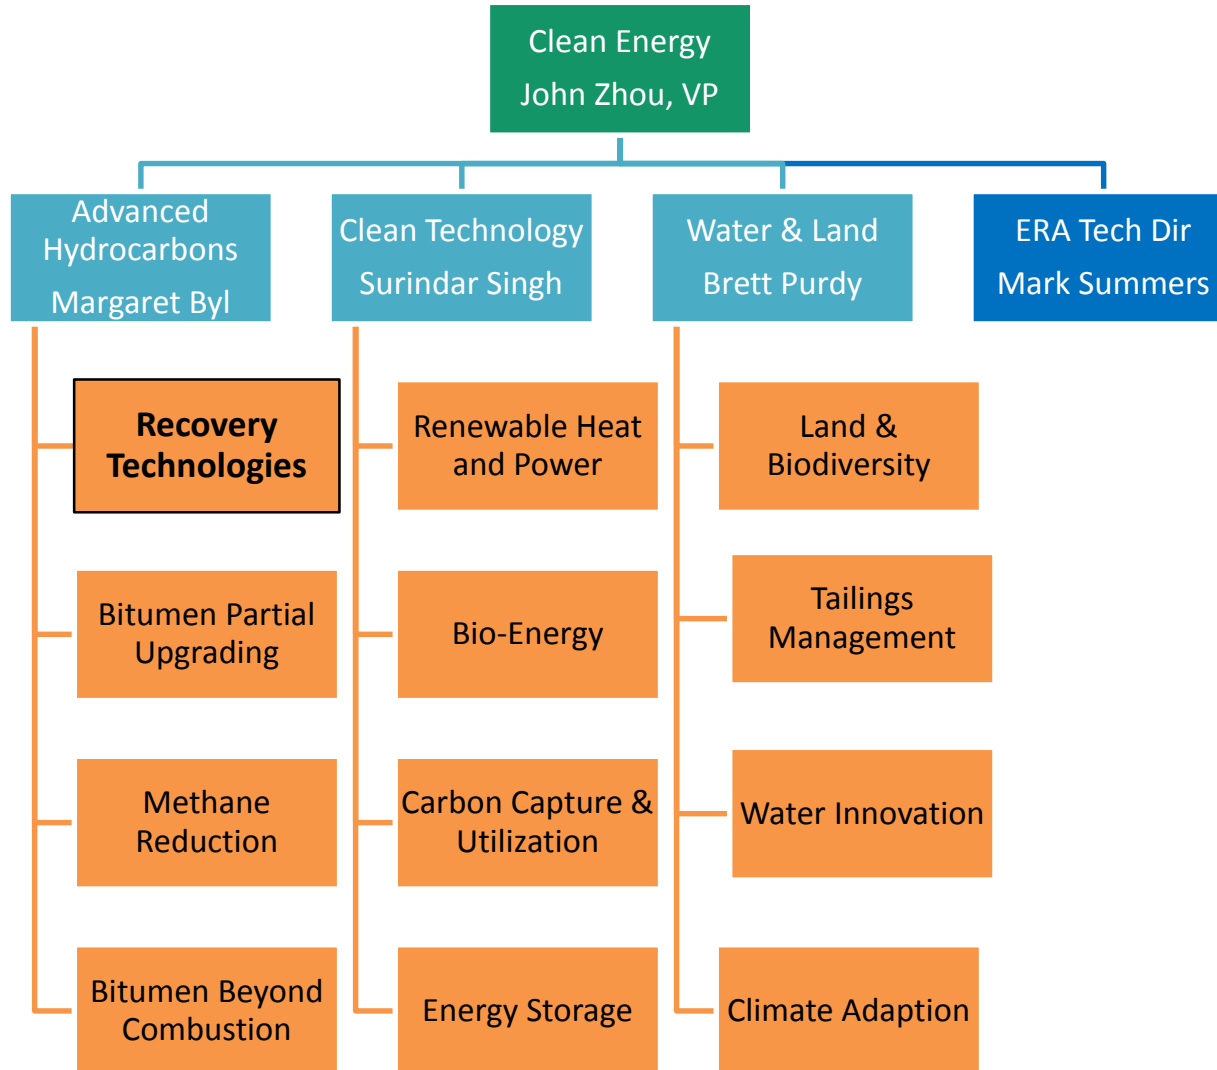 Clean Energy
John Zhou, VP
Advanced
Hydrocarbons
Margaret Byl
Clean Technology
Surindar Singh
Water & Land
Brett Purdy
ERA Tech Dir
Mark Summers
Recovery
Technologies
Renewable Heat
and Power
Land &
Biodiversity
Bitumen Partial
Upgrading
Bio-Energy
Tailings
Management
Methane
Reduction
Carbon Capture &
Utilization
Water Innovation
Bitumen Beyond
Combustion
Energy Storage
Climate Adaption